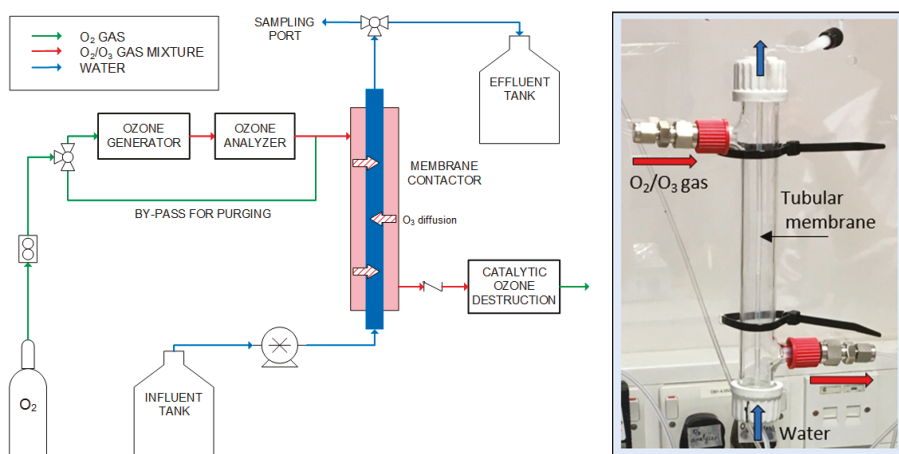 O₂ GAS
O₂/O₃ GAS MIXTURE
WATER
SAMPLING
PORT
EFFLUENT
TANK
OZONE
GENERATOR
OZONE
ANALYZER
MEMBRANE
CONTACTOR
BY-PASS FOR PURGING
O₃ diffusion
CATALYTIC
OZONE
DESTRUCTION
INFLUENT
TANK
O₂
O₂/O₃ gas
Tubular
membrane
Water